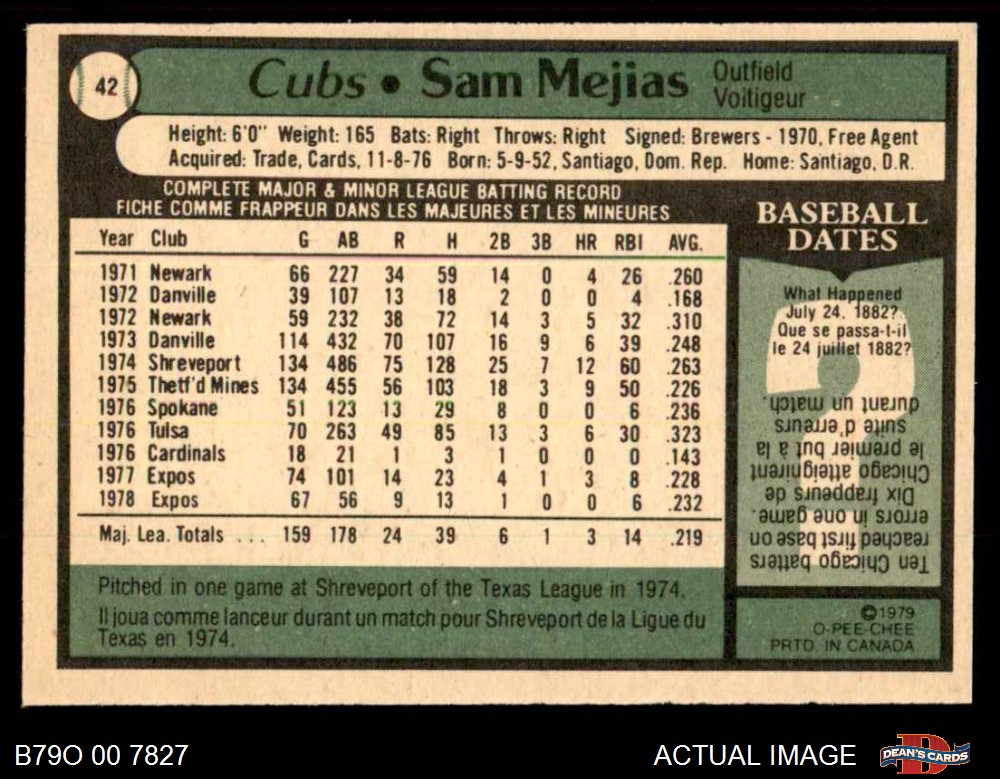 42
Cubs • Sam Mejias
Outfield
Voltigeur
Height: 6'0" Weight: 165 Bats: Right Throws: Right Signed: Brewers - 1970, Free Agent
Acquired: Trade, Cards, 11-8-76 Born: 5-9-52, Santiago, Dom. Rep. Home: Santiago, D.R.
COMPLETE MAJOR & MINOR LEAGUE BATTING RECORD
FICHE COMME FRAPPEUR DANS LES MAJEURES ET LES MINEURES
Year Club G AB R H 2B 3B HR RBI AVG.
1971 Newark 66 227 34 59 14 0 4 26 .260
1972 Danville 39 107 13 18 2 0 0 4 .168
1972 Newark 59 232 38 72 14 3 5 32 .310
1973 Danville 114 432 70 107 16 9 6 39 .248
1974 Shreveport 134 486 75 128 25 7 12 60 .263
1975 Thetf'd Mines 134 455 56 103 18 3 9 50 .226
1976 Spokane 51 123 13 29 8 0 0 6 .236
1976 Tulsa 70 263 49 85 13 3 6 30 .323
1976 Cardinals 18 21 1 3 1 0 0 0 .143
1977 Expos 74 101 14 23 4 1 3 8 .228
1978 Expos 67 56 9 13 1 0 0 6 .232
Maj. Lea. Totals ... 159 178 24 39 6 1 3 14 .219
Pitched in one game at Shreveport of the Texas League in 1974.
Il joua comme lanceur durant un match pour Shreveport de la Ligue du
Texas en 1974.
BASEBALL
DATES
What Happened
July 24, 1882?
Que se passa-t-il
le 24 juillet 1882?
Ten Chicago batters
reached first base on
errors in one game.
Dix frappeurs de
Chicago atteignirent
le premier but à la
suite d'erreurs
durant un match.
©1979
O-PEE-CHEE
PRTD. IN CANADA
B79O 00 7827
ACTUAL IMAGE
DEAN'S CARDS